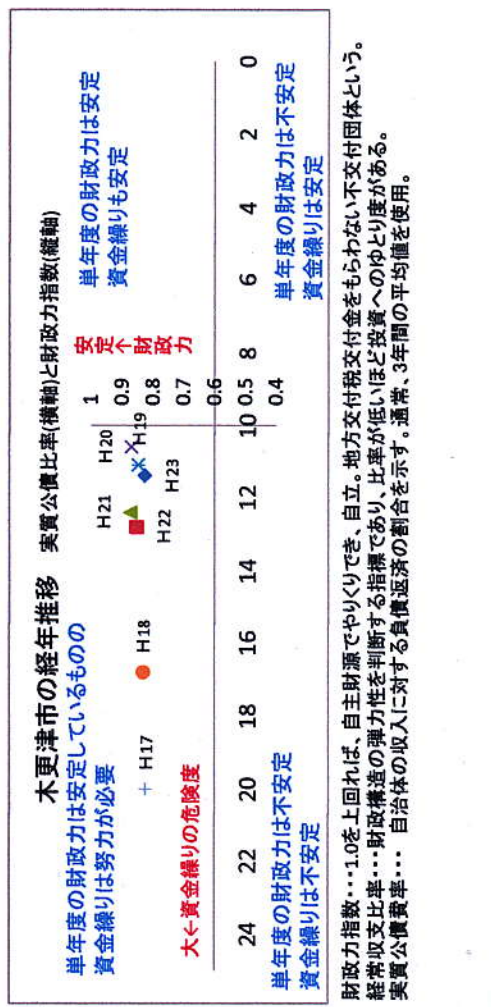 木更津市の経年推移　実質公債比率(横軸)と財政力指数(縦軸)
単年度の財政力は安定しているものの
資金繰りは努力が必要
単年度の財政力は安定
資金繰りも安定
安定↑財政力
1
0.9
0.8
0.7
0.6
0.5
0.4
H17
H18
H21
H22
H20
H19
H23
大←資金繰りの危険度
24
22
20
18
16
14
12
10
8
6
4
2
0
単年度の財政力は不安定
資金繰りは不安定
単年度の財政力は不安定
資金繰りは安定
財政力指数・・・1.0を上回れば、自主財源でやりくりでき、自立。地方交付税交付金をもらわない不交付団体という。
経常収支比率・・・財政構造の弾力性を判断する指標であり、比率が低いほど投資へのゆとり度がある。
実質公債費率・・・ 自治体の収入に対する負債返済の割合を示す。通常、3年間の平均値を使用。